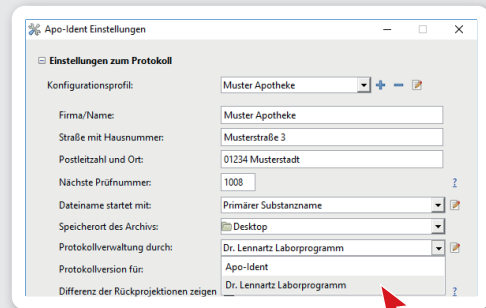 Apo-Ident Einstellungen
Einstellungen zum Protokoll
Konfigurationsprofil: Muster Apotheke
Firma/Name: Muster Apotheke
Straße mit Hausnummer: Musterstraße 3
Postleitzahl und Ort: 01234 Musterstadt
Nächste Prüfnummer: 1008 ?
Dateiname startet mit: Primärer Substanzname
Speicherort des Archivs: Desktop
Protokollverwaltung durch: Dr. Lennartz Laborprogramm
Protokollversion für: Apo-Ident
Dr. Lennartz Laborprogramm
Differenz der Rückprojektionen zeigen ?